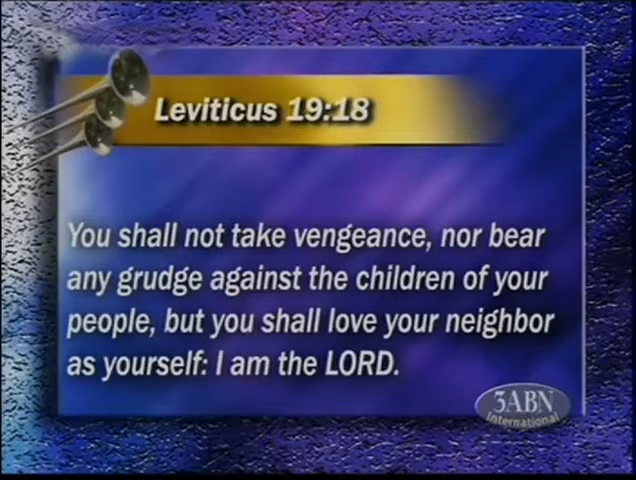 Leviticus 19:18
You shall not take vengeance, nor bear
any grudge against the children of your
people, but you shall love your neighbor
as yourself: I am the LORD.
3ABN
International